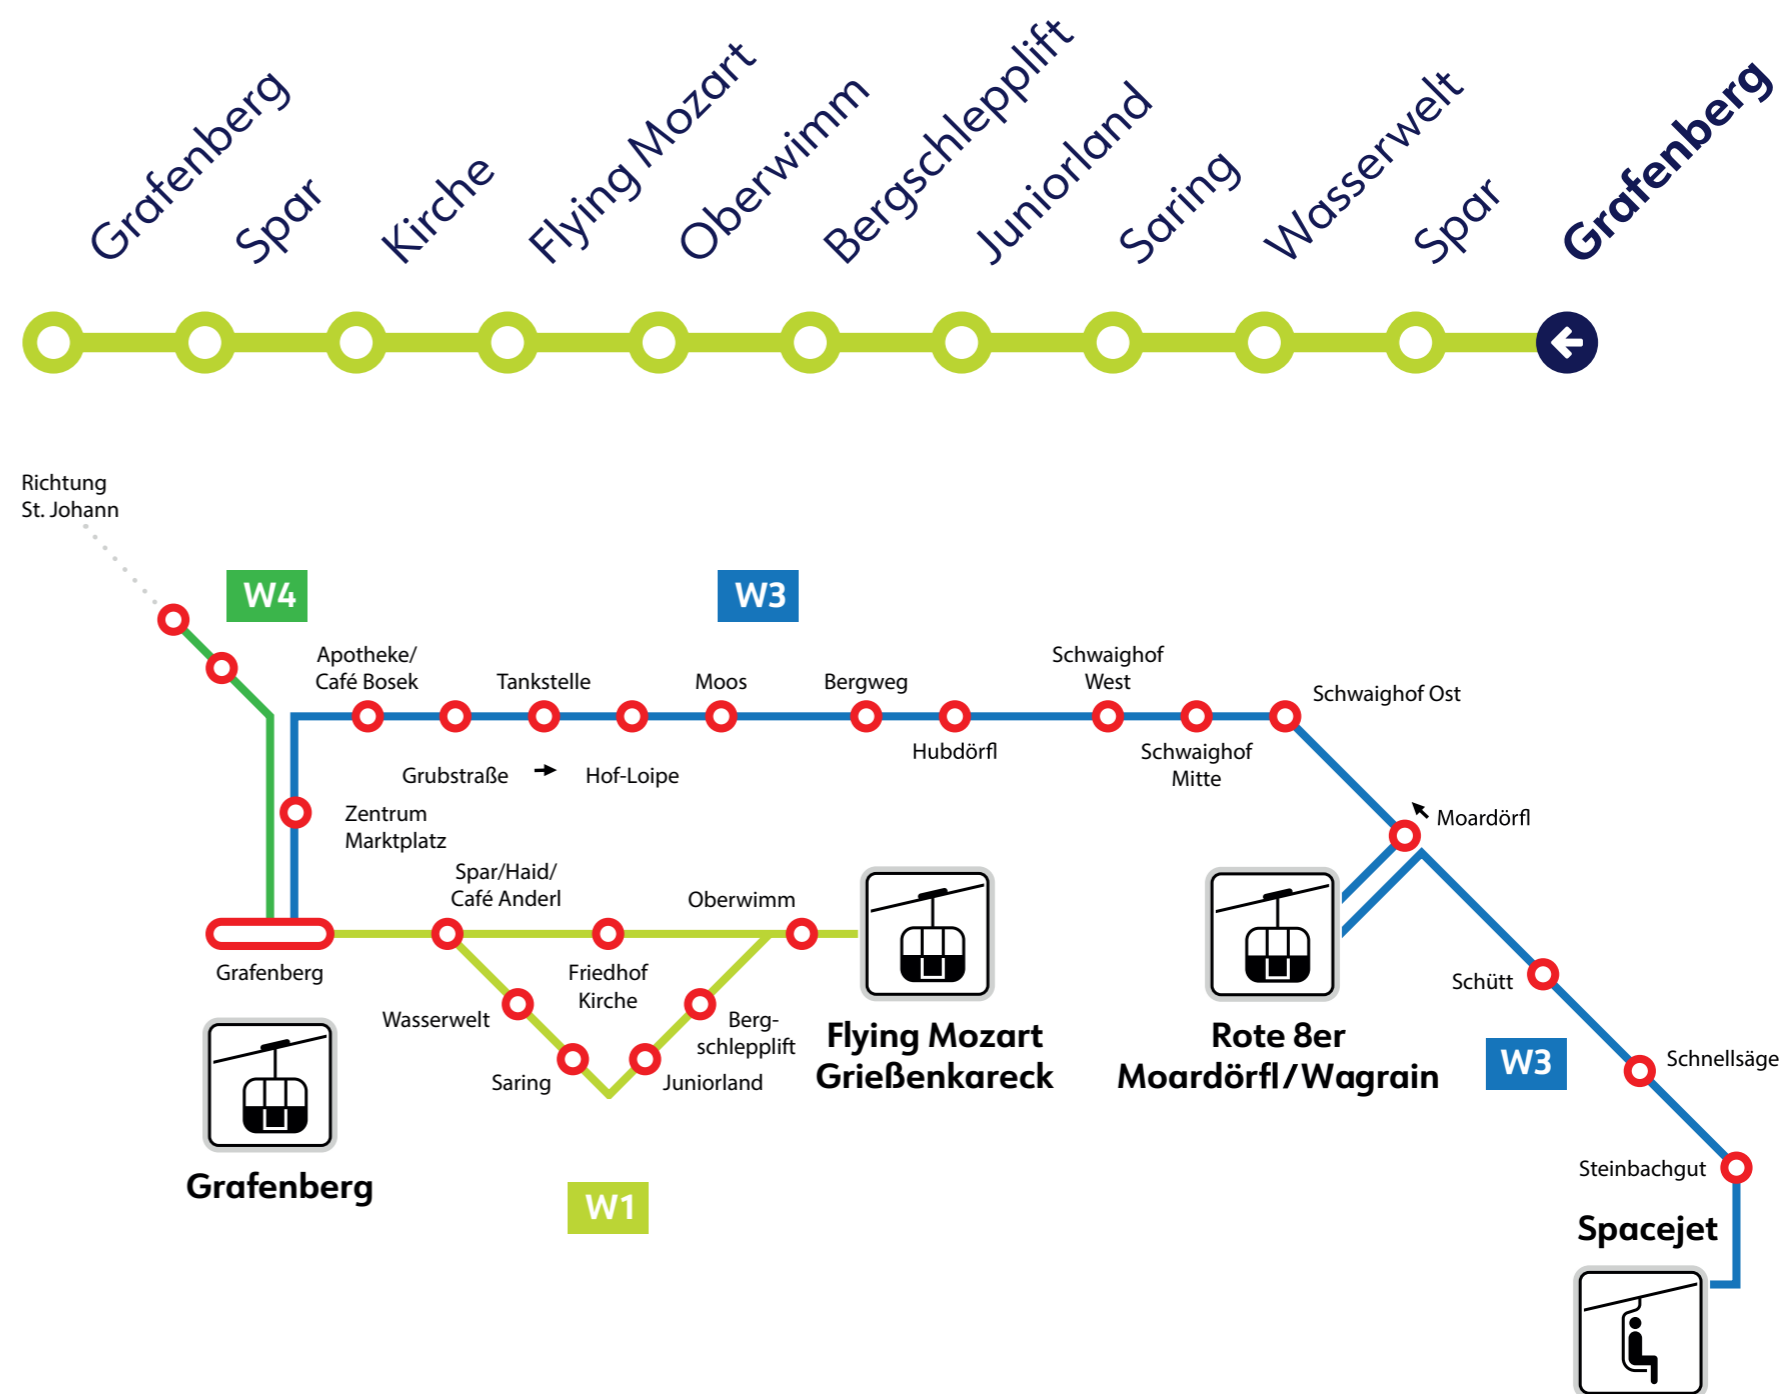 Grafenberg
Spar
Kirche
Flying Mozart
Oberwimm
Bergschlepplift
Juniorland
Saring
Wasserwelt
Spar
Grafenberg
Richtung
St. Johann
W4
W3
Apotheke/
Café Bosek
Tankstelle
Moos
Bergweg
Schwaighof
West
Schwaighof Ost
Grubstraße
Hof-Loipe
Hubdörfl
Schwaighof
Mitte
Zentrum
Marktplatz
Moardörfl
Spar/Haid/
Café Anderl
Oberwimm
Grafenberg
Friedhof
Kirche
Wasserwelt
Berg-
schlepplift
Saring
Juniorland
Flying Mozart
Grießenkareck
Rote 8er
Moardörfl/Wagrain
Schütt
W3
Schnellsäge
Grafenberg
W1
Steinbachgut
Spacejet